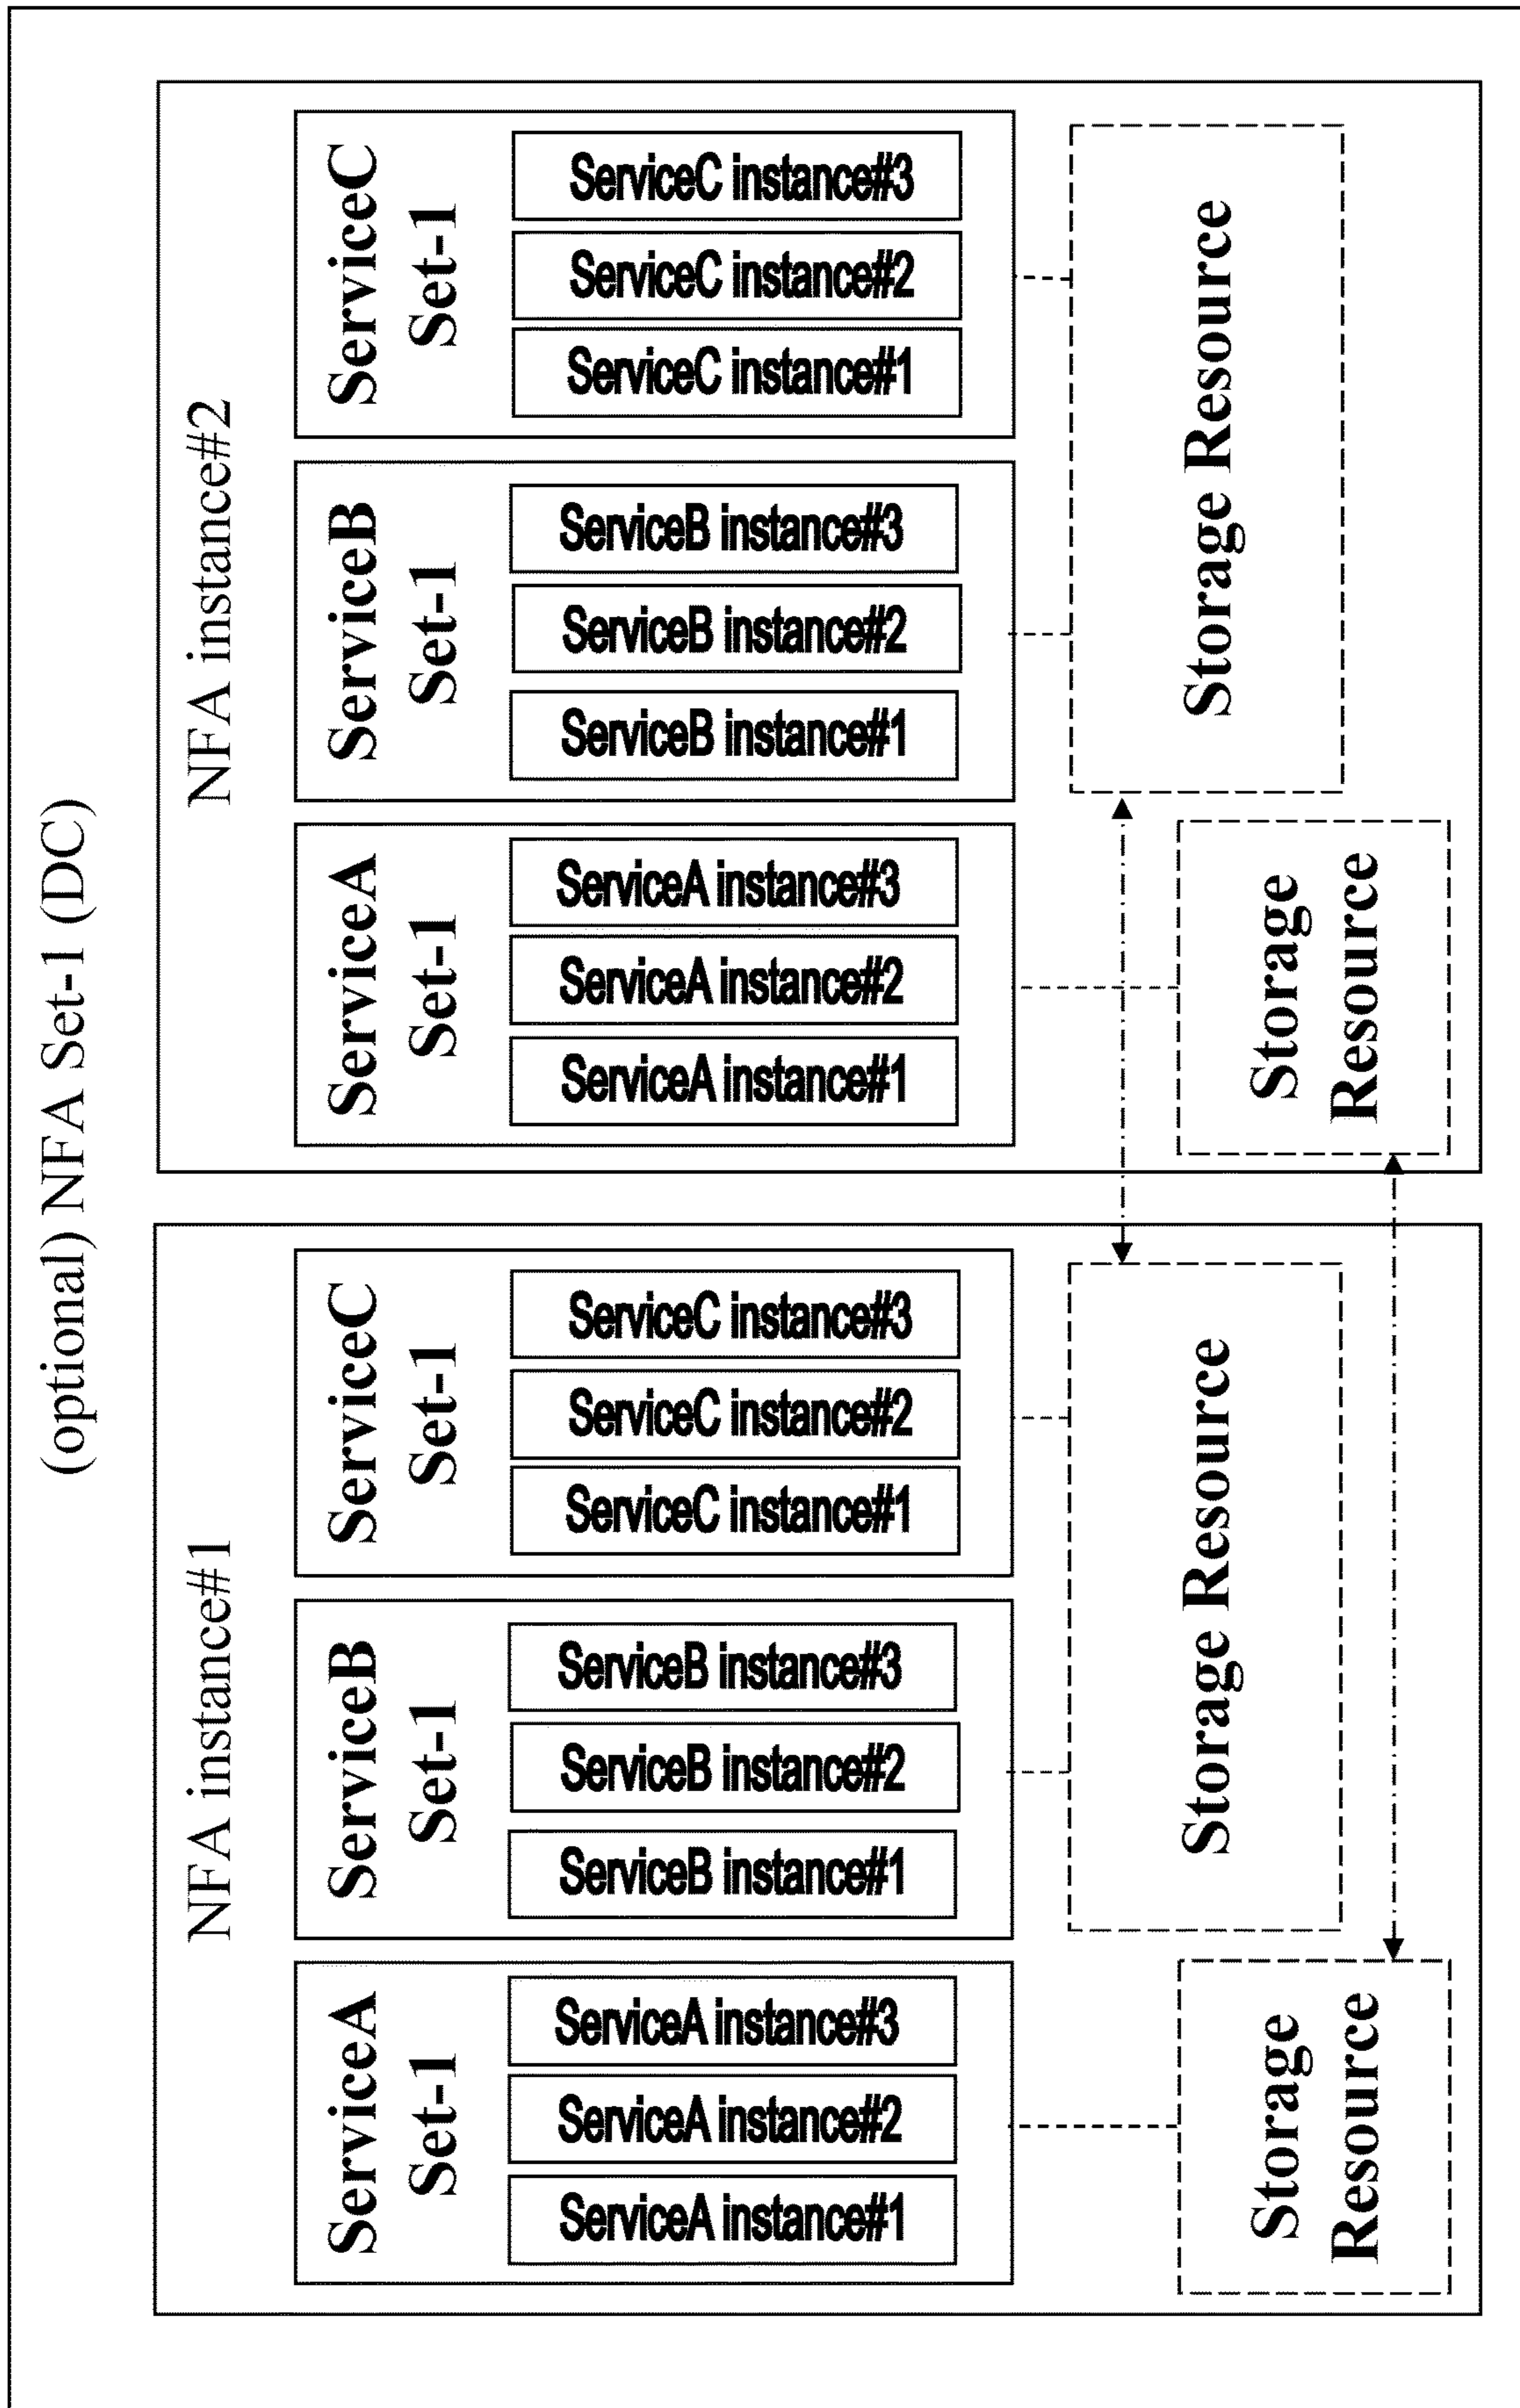 (optional) NFA Set-1 (DC)
NFA instance#1
ServiceA
Set-1
ServiceA instance#1
ServiceA instance#2
ServiceA instance#3
ServiceB
Set-1
ServiceB instance#1
ServiceB instance#2
ServiceB instance#3
ServiceC
Set-1
ServiceC instance#1
ServiceC instance#2
ServiceC instance#3
Storage
Resource
Storage Resource
NFA instance#2
ServiceA
Set-1
ServiceA instance#1
ServiceA instance#2
ServiceA instance#3
ServiceB
Set-1
ServiceB instance#1
ServiceB instance#2
ServiceB instance#3
ServiceC
Set-1
ServiceC instance#1
ServiceC instance#2
ServiceC instance#3
Storage
Resource
Storage Resource